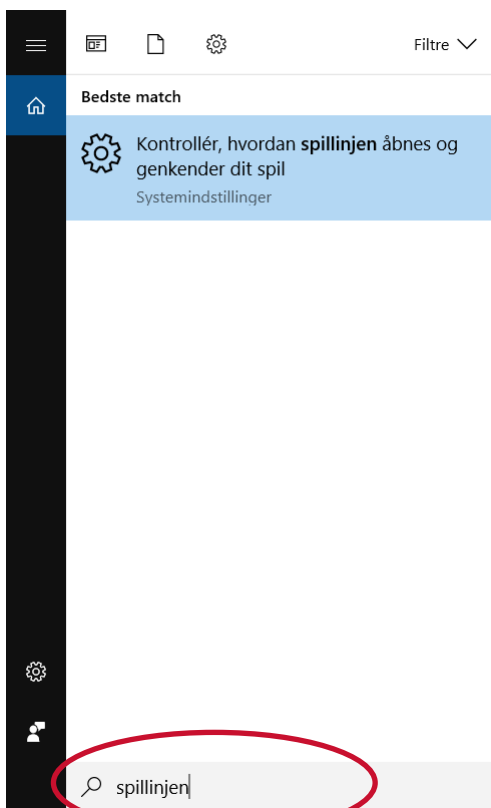 Filtre
Bedste match
Kontrollér, hvordan spillinjen åbnes og
genkender dit spil
Systemindstillinger
spillinjen